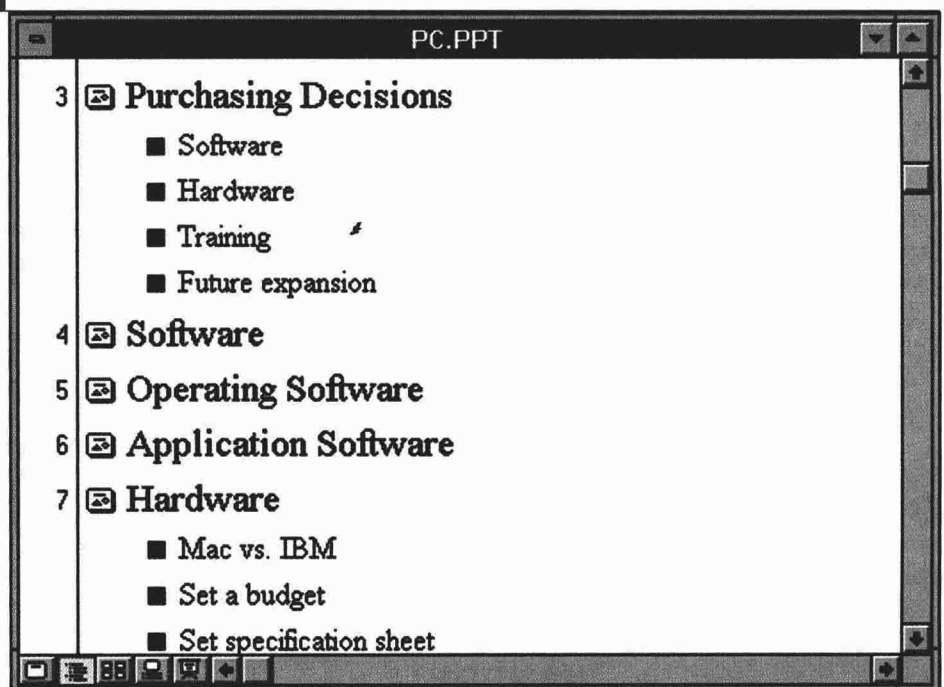 PC.PPT
3 Purchasing Decisions
■ Software
■ Hardware
■ Training
■ Future expansion
4 Software
5 Operating Software
6 Application Software
7 Hardware
■ Mac vs. IBM
■ Set a budget
■ Set specification sheet